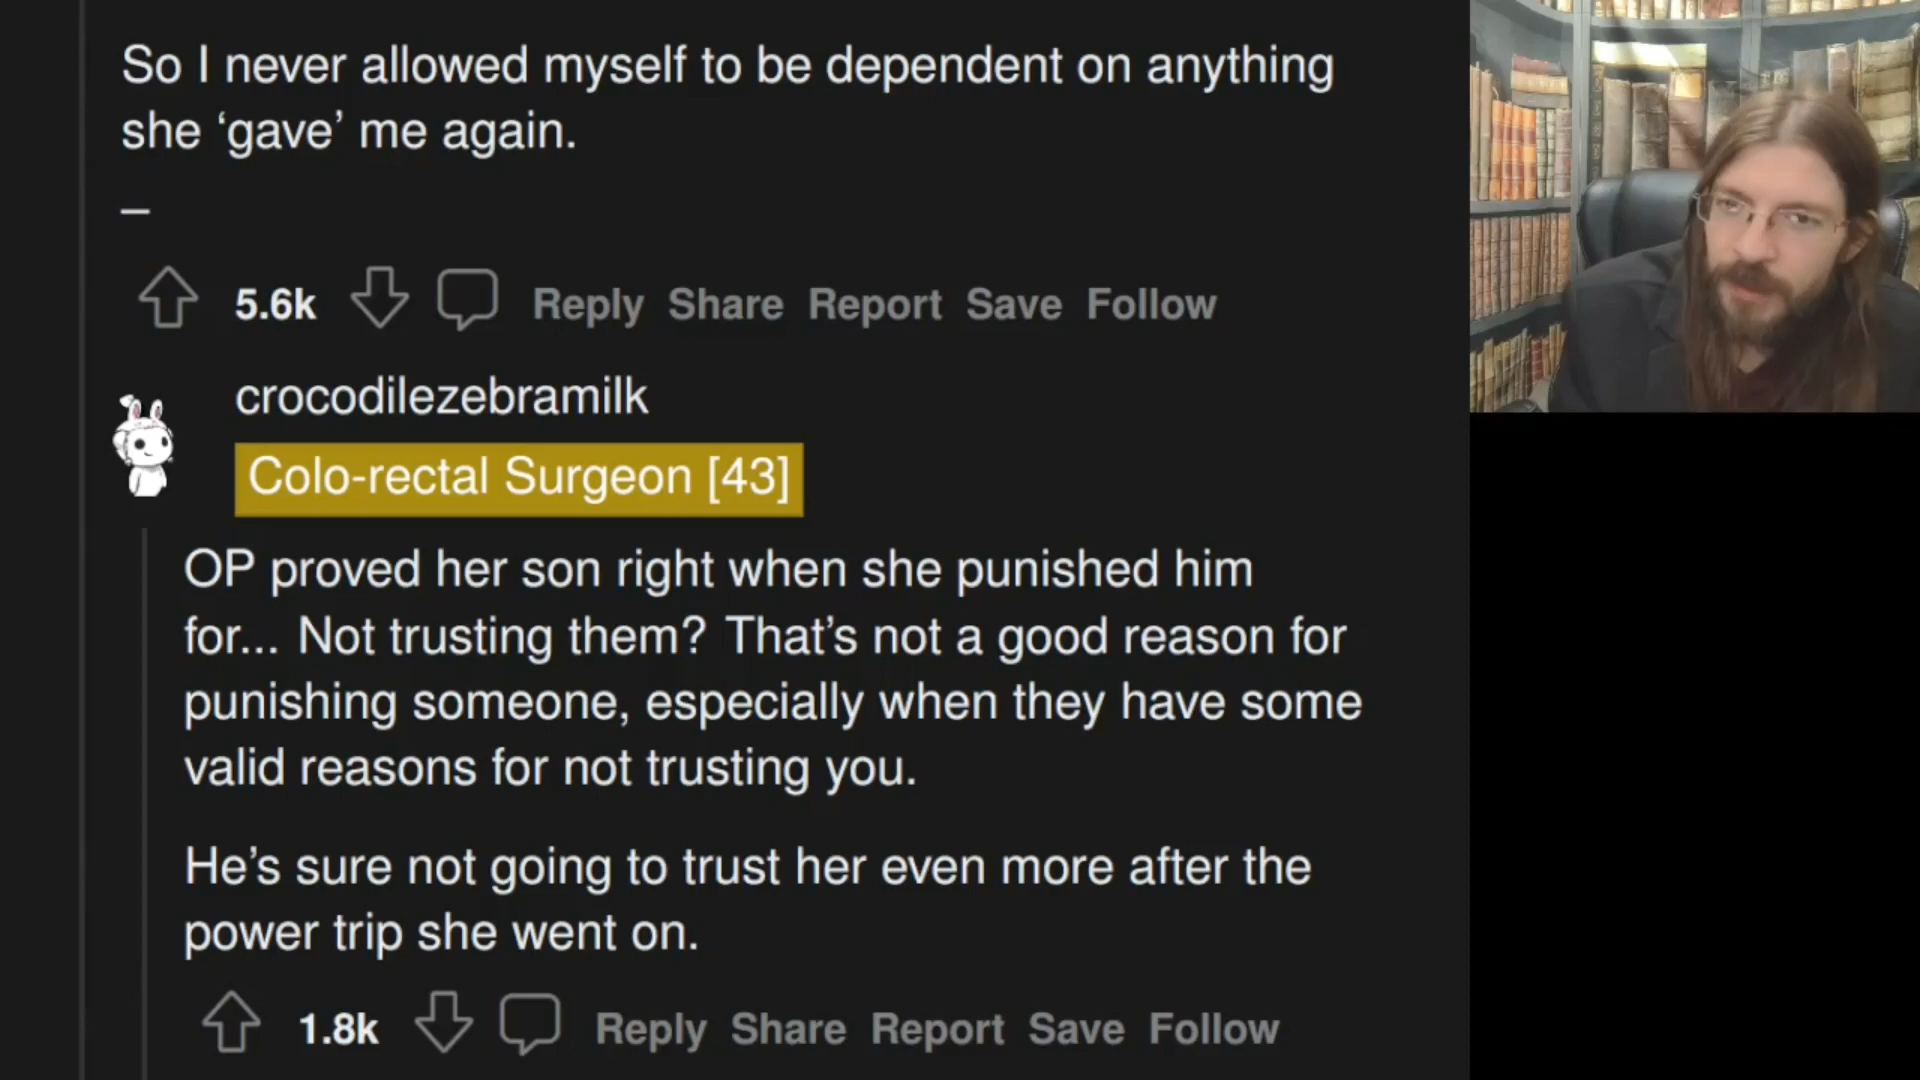 So I never allowed myself to be dependent on anything
she ‘gave’ me again.
–
5.6k Reply Share Report Save Follow
crocodilezebramilk
Colo-rectal Surgeon [43]
OP proved her son right when she punished him
for... Not trusting them? That’s not a good reason for
punishing someone, especially when they have some
valid reasons for not trusting you.
He’s sure not going to trust her even more after the
power trip she went on.
1.8k Reply Share Report Save Follow